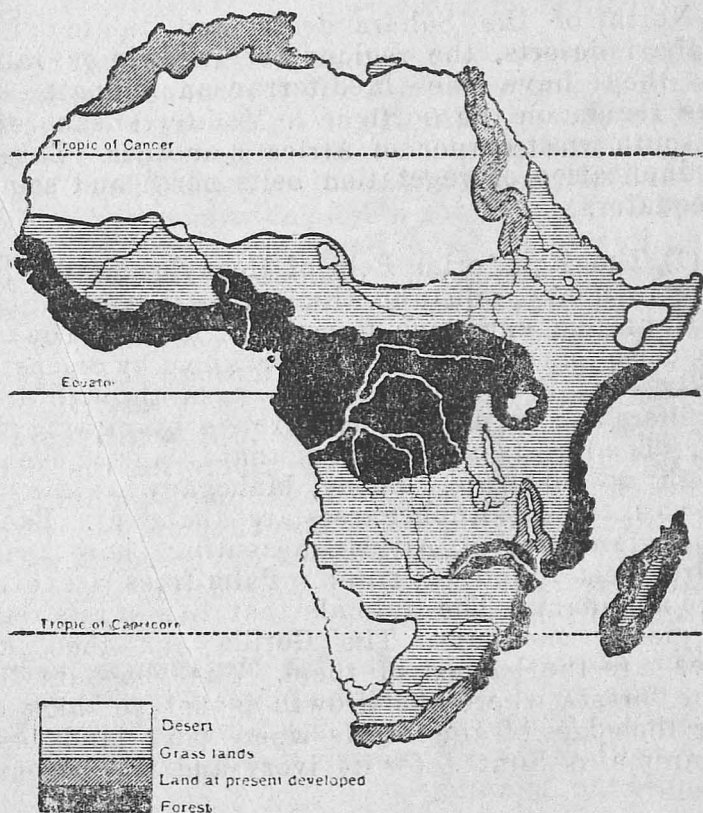 Tropic of Cancer
Equator
Tropic of Capricorn
Desert
Grass lands
Land at present developed
Forest